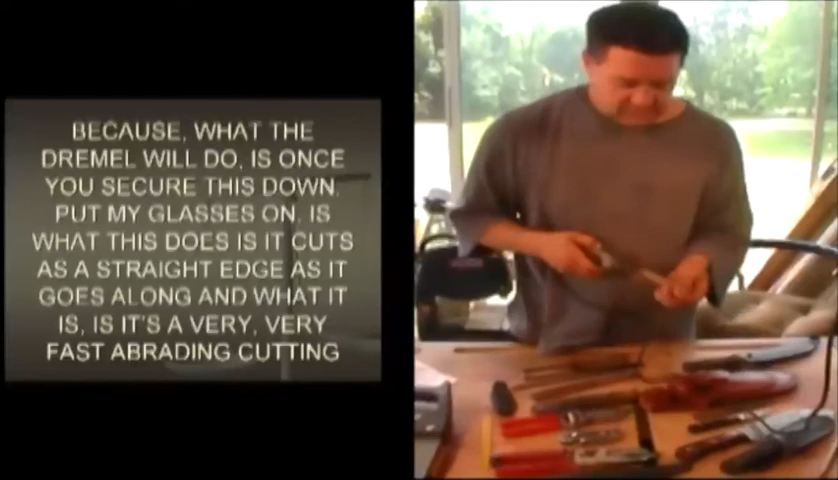 BECAUSE, WHAT THE
DREMEL WILL DO, IS ONCE
YOU SECURE THIS DOWN.
PUT MY GLASSES ON. IS
WHAT THIS DOES IS IT CUTS
AS A STRAIGHT EDGE AS IT
GOES ALONG AND WHAT IT
IS, IS IT'S A VERY, VERY
FAST ABRADING CUTTING